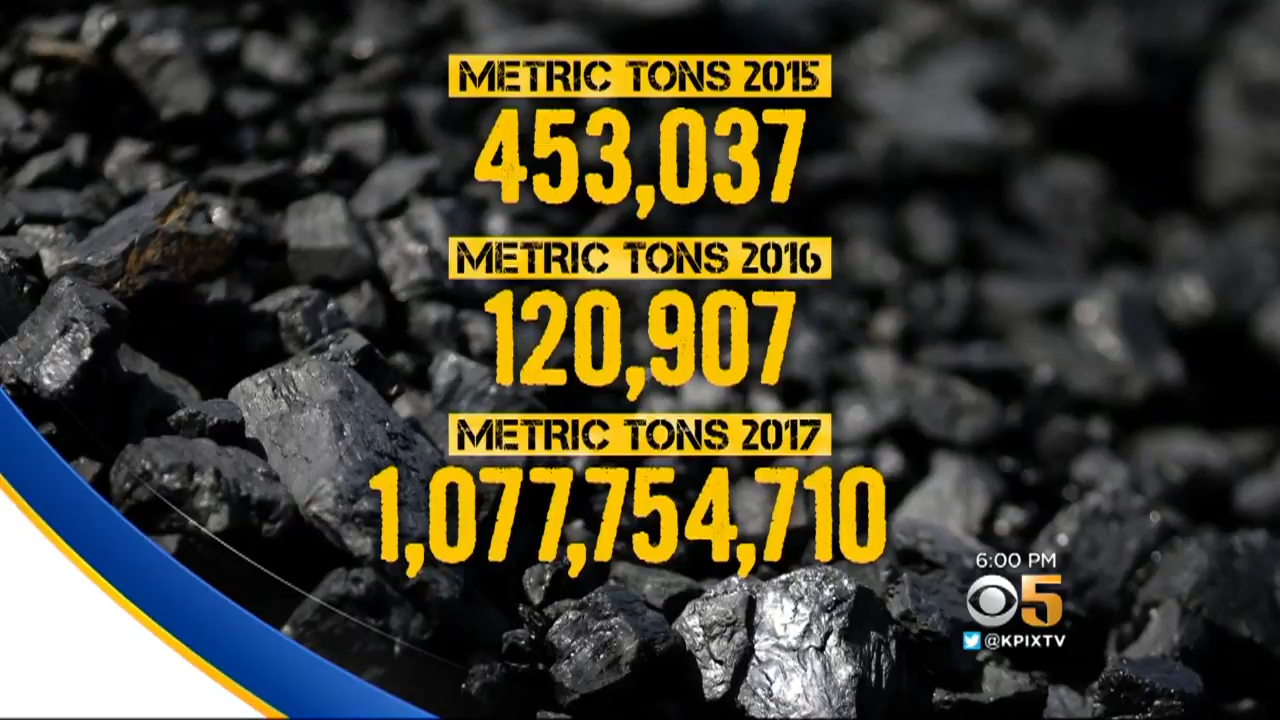 METRIC TONS 2015
453,037
METRIC TONS 2016
120,907
METRIC TONS 2017
1,077,754,710
6:00 PM
5
@KPIXTV